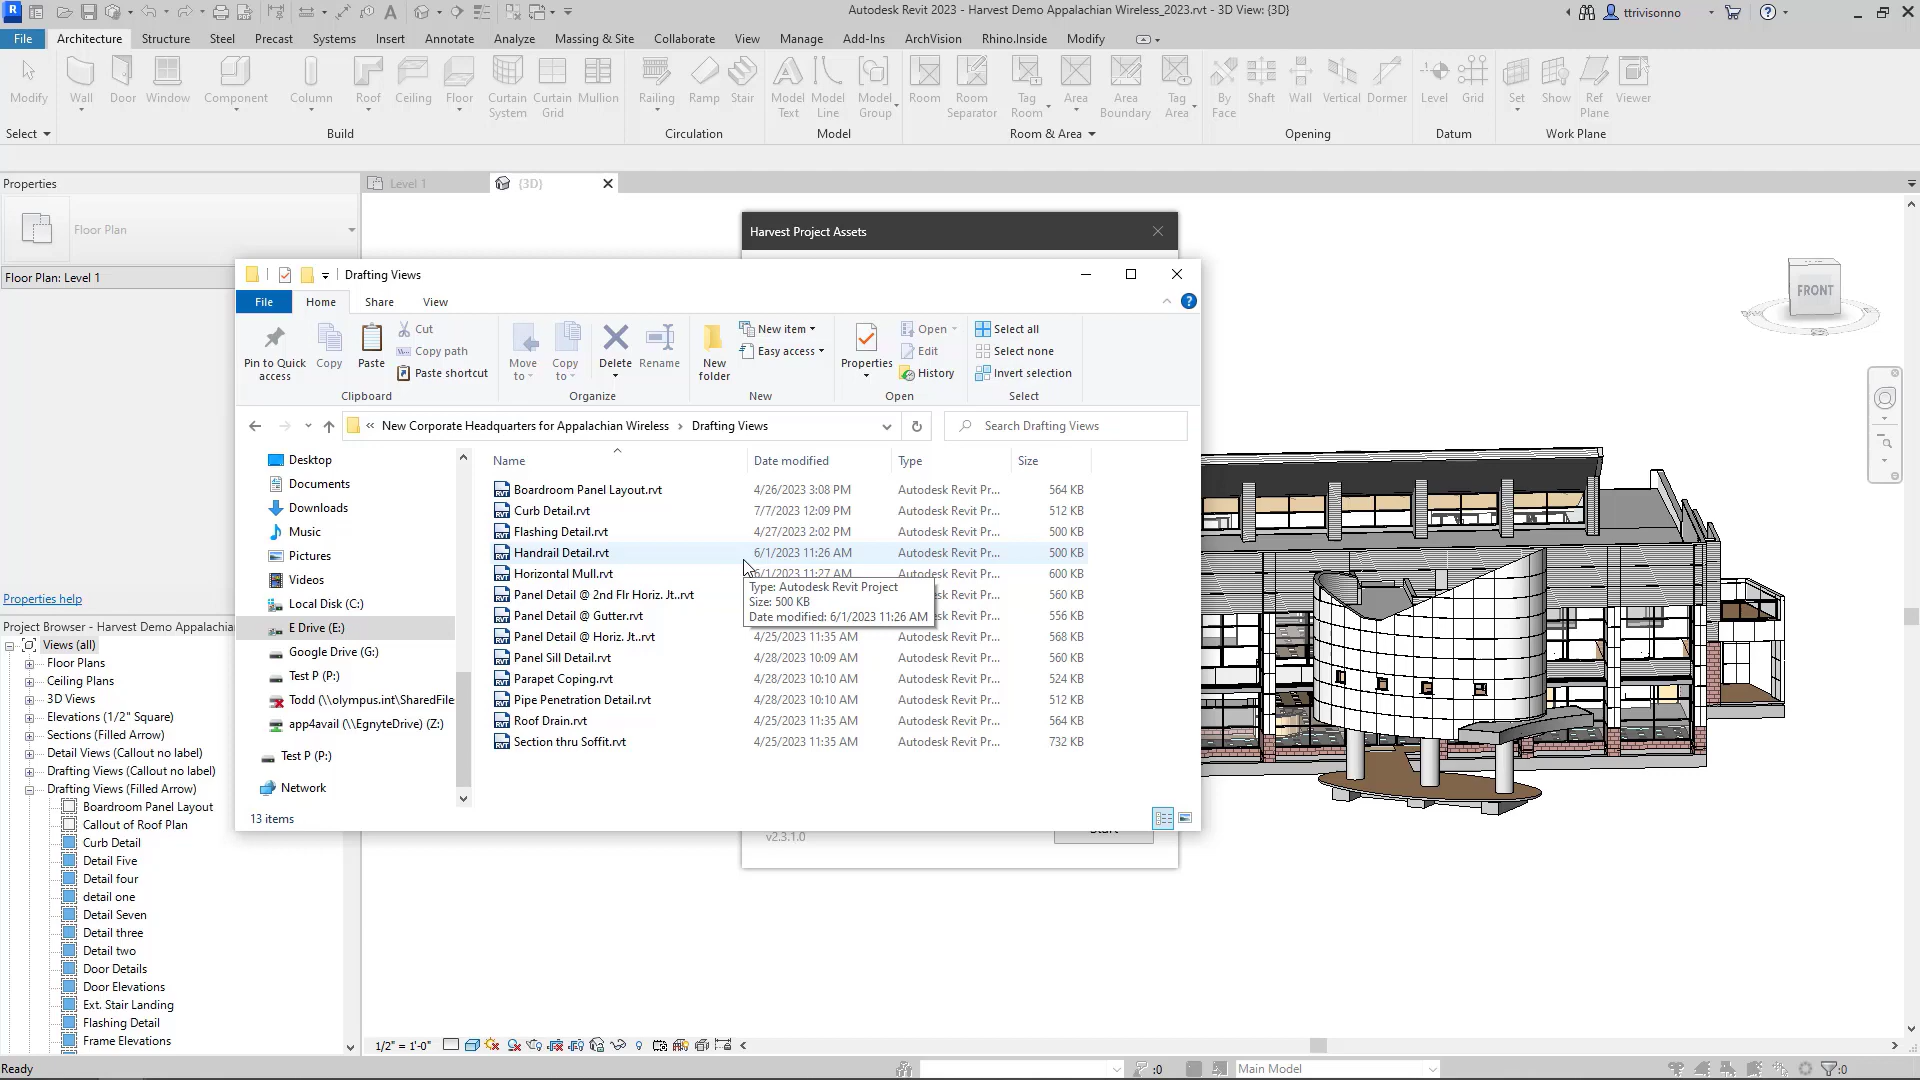 Autodesk Revit 2023 - Harvest Demo Appalachian Wireless_2023.rvt - 3D View: {3D}
ttrivisonno
File Architecture Structure Steel Precast Systems Insert Annotate Analyze Massing & Site Collaborate View Manage Add-Ins ArchVision Rhino.Inside Modify
Modify Wall Door Window Component Column Roof Ceiling Floor Curtain System Curtain Grid Mullion Railing Ramp Stair Model Text Model Line Model Group Room Room Separator Tag Room Area Area Boundary Tag Area By Face Shaft Wall Vertical Dormer Level Grid Set Show Ref Plane Viewer
Select Build Circulation Model Room & Area Opening Datum Work Plane
Properties
Level 1
{3D}
Floor Plan
Floor Plan: Level 1
Harvest Project Assets
FRONT
Drafting Views
File Home Share View
Pin to Quick access
Copy
Paste
Cut
Copy path
Paste shortcut
Move to
Copy to
Delete
Rename
New folder
New item
Easy access
Properties
Open
Edit
History
Select all
Select none
Invert selection
Clipboard Organize New Open Select
« New Corporate Headquarters for Appalachian Wireless > Drafting Views
Search Drafting Views
Desktop
Documents
Downloads
Music
Pictures
Videos
Local Disk (C:)
E Drive (E:)
Google Drive (G:)
Test P (P:)
Todd (\\olympus.int\SharedFile
app4avail (\\EgnyteDrive) (Z:)
Test P (P:)
Network
Name Date modified Type Size
Boardroom Panel Layout.rvt 4/26/2023 3:08 PM Autodesk Revit Pr... 564 KB
Curb Detail.rvt 7/7/2023 12:09 PM Autodesk Revit Pr... 512 KB
Flashing Detail.rvt 4/27/2023 2:02 PM Autodesk Revit Pr... 500 KB
Handrail Detail.rvt 6/1/2023 11:26 AM Autodesk Revit Pr... 500 KB
Horizontal Mull.rvt 6/1/2023 11:27 AM Autodesk Revit Pr... 600 KB
Panel Detail @ 2nd Flr Horiz. Jt..rvt 560 KB
Panel Detail @ Gutter.rvt 556 KB
Panel Detail @ Horiz. Jt..rvt 4/25/2023 11:35 AM Autodesk Revit Pr... 568 KB
Panel Sill Detail.rvt 4/28/2023 10:09 AM Autodesk Revit Pr... 560 KB
Parapet Coping.rvt 4/28/2023 10:10 AM Autodesk Revit Pr... 524 KB
Pipe Penetration Detail.rvt 4/28/2023 10:10 AM Autodesk Revit Pr... 512 KB
Roof Drain.rvt 4/25/2023 11:35 AM Autodesk Revit Pr... 564 KB
Section thru Soffit.rvt 4/25/2023 11:35 AM Autodesk Revit Pr... 732 KB
Type: Autodesk Revit Project
Size: 500 KB
Date modified: 6/1/2023 11:26 AM
13 items
v2.3.1.0
Start
Properties help
Project Browser - Harvest Demo Appalachia
Views (all)
Floor Plans
Ceiling Plans
3D Views
Elevations (1/2" Square)
Sections (Filled Arrow)
Detail Views (Callout no label)
Drafting Views (Callout no label)
Drafting Views (Filled Arrow)
Boardroom Panel Layout
Callout of Roof Plan
Curb Detail
Detail Five
Detail four
detail one
Detail Seven
Detail three
Detail two
Door Details
Door Elevations
Ext. Stair Landing
Flashing Detail
Frame Elevations
1/2" = 1'-0"
Ready
:0
Main Model
:0